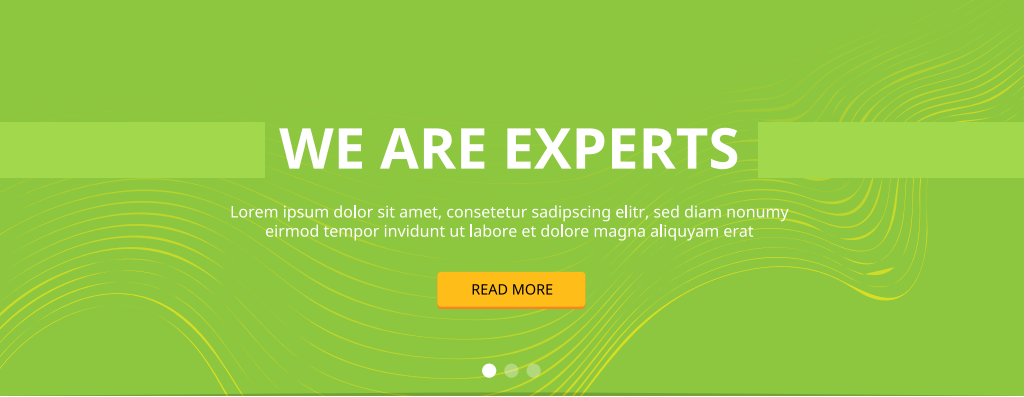 WE ARE EXPERTS
Lorem ipsum dolor sit amet, consetetur sadipscing elitr, sed diam nonumy
eirmod tempor invidunt ut labore et dolore magna aliquyam erat
READ MORE